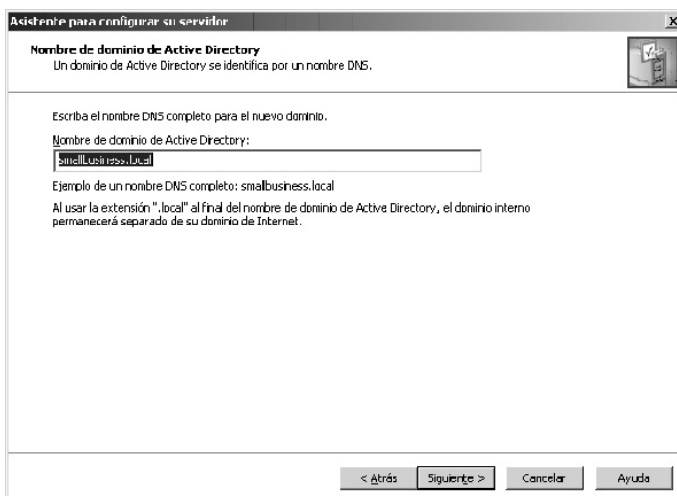 Asistente para configurar su servidor
Nombre de dominio de Active Directory
Un dominio de Active Directory se identifica por un nombre DNS.
Escriba el nombre DNS completo para el nuevo dominio.
Nombre de dominio de Active Directory:
smallbusiness.local
Ejemplo de un nombre DNS completo: smallbusiness.local
Al usar la extensión ".local" al final del nombre de dominio de Active Directory, el dominio interno
permanecerá separado de su dominio de Internet.
< Atrás Siguiente > Cancelar Ayuda